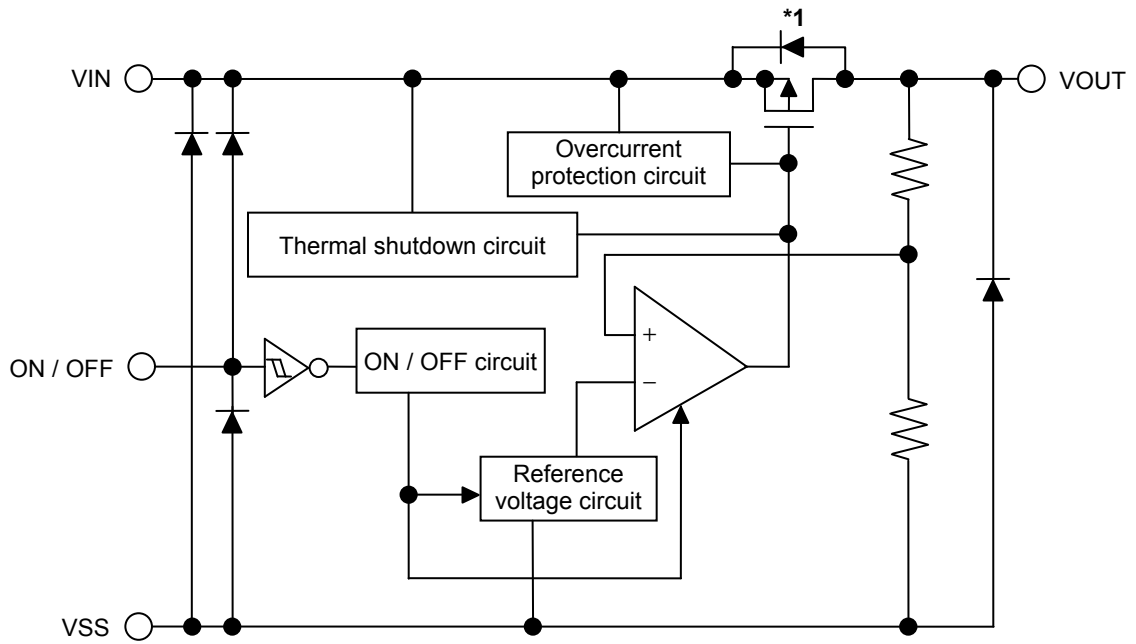 *1
VIN
VOUT
Overcurrent
protection circuit
Thermal shutdown circuit
+
−
ON / OFF
ON / OFF circuit
Reference
voltage circuit
VSS